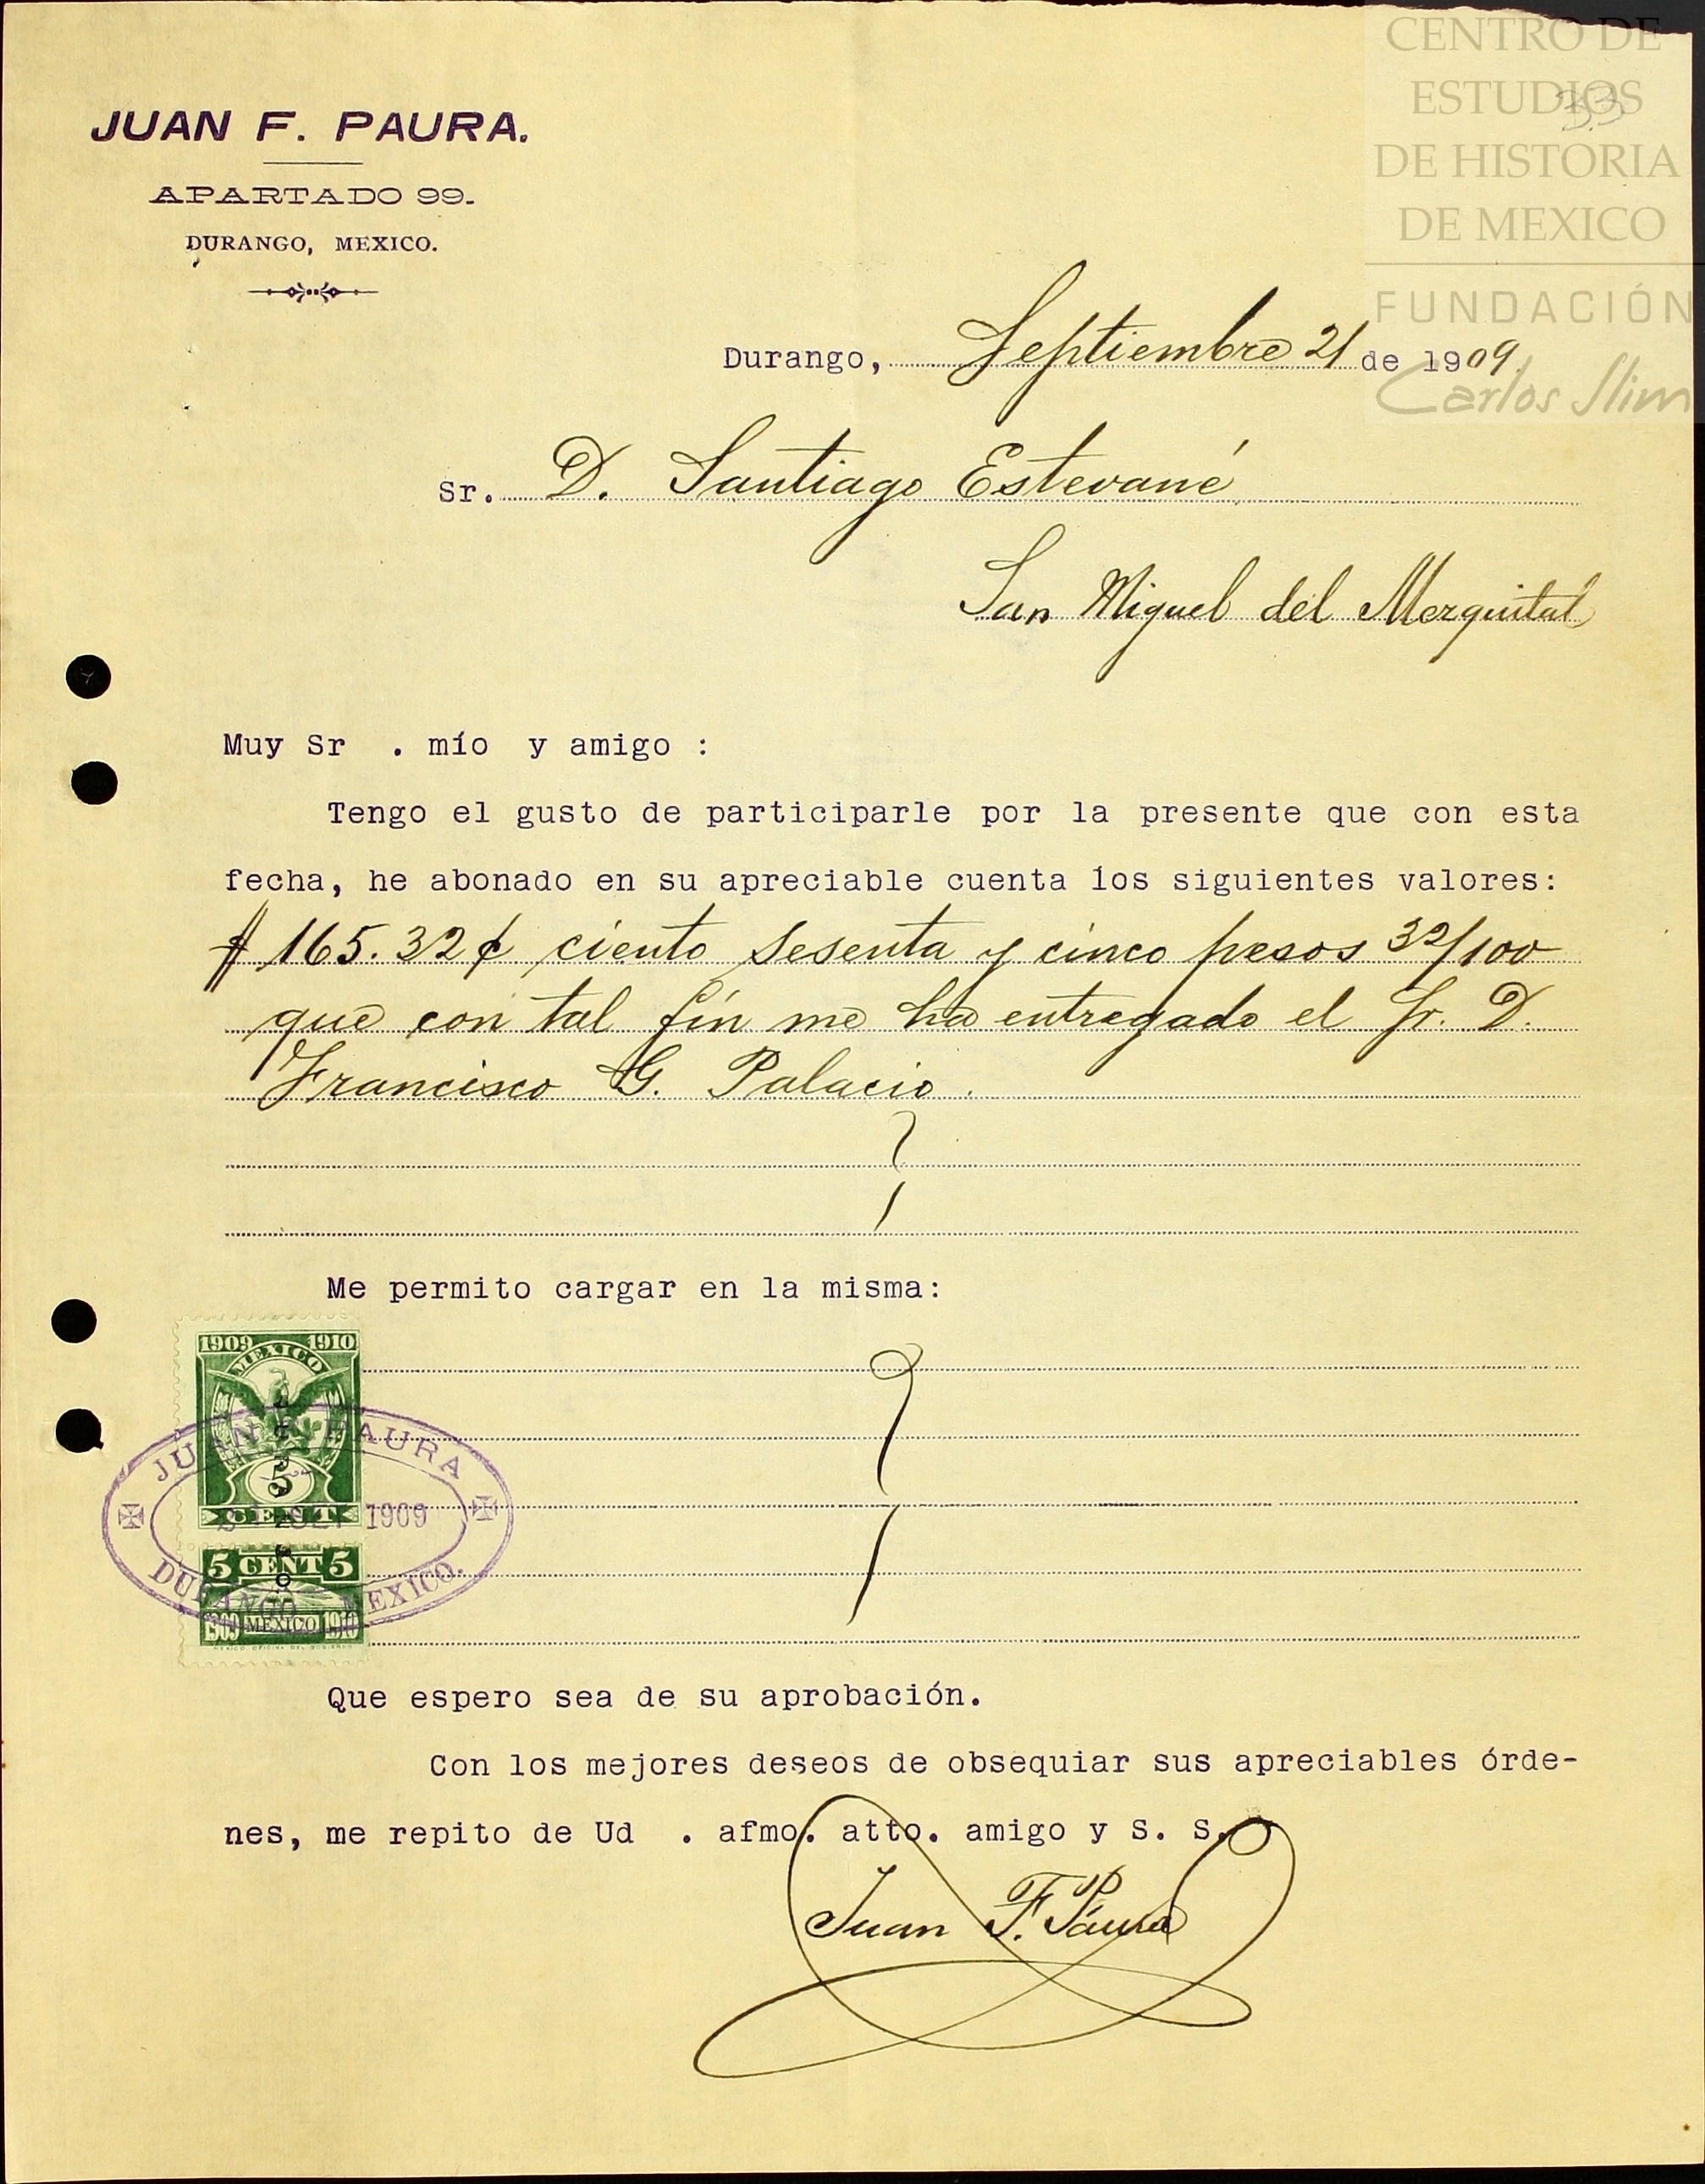 CENTRO DE
ESTUDIOS
DE HISTORIA
DE MEXICO
FUNDACIÓN
Carlos Slim
33
JUAN F. PAURA.
APARTADO 99.
DURANGO, MEXICO.
Durango, Septiembre 21 de 1909.
Sr. D. Santiago Estevané
San Miguel del Mezquital
Muy Sr . mío y amigo :
Tengo el gusto de participarle por la presente que con esta
fecha, he abonado en su apreciable cuenta los siguientes valores:
$ 165.32¢ ciento sesenta y cinco pesos 32/100
que con tal fín me ha entregado el Sr. D.
Francisco G. Palacio.
Me permito cargar en la misma:
1909 1910
MEXICO
5
CENT
5 CENT 5
1909 MEXICO 1910
JUAN F. PAURA
1909
DURANGO MEXICO.
Que espero sea de su aprobación.
Con los mejores deseos de obsequiar sus apreciables órde-
nes, me repito de Ud . afmo. atto. amigo y S. S.
Juan F. Páura